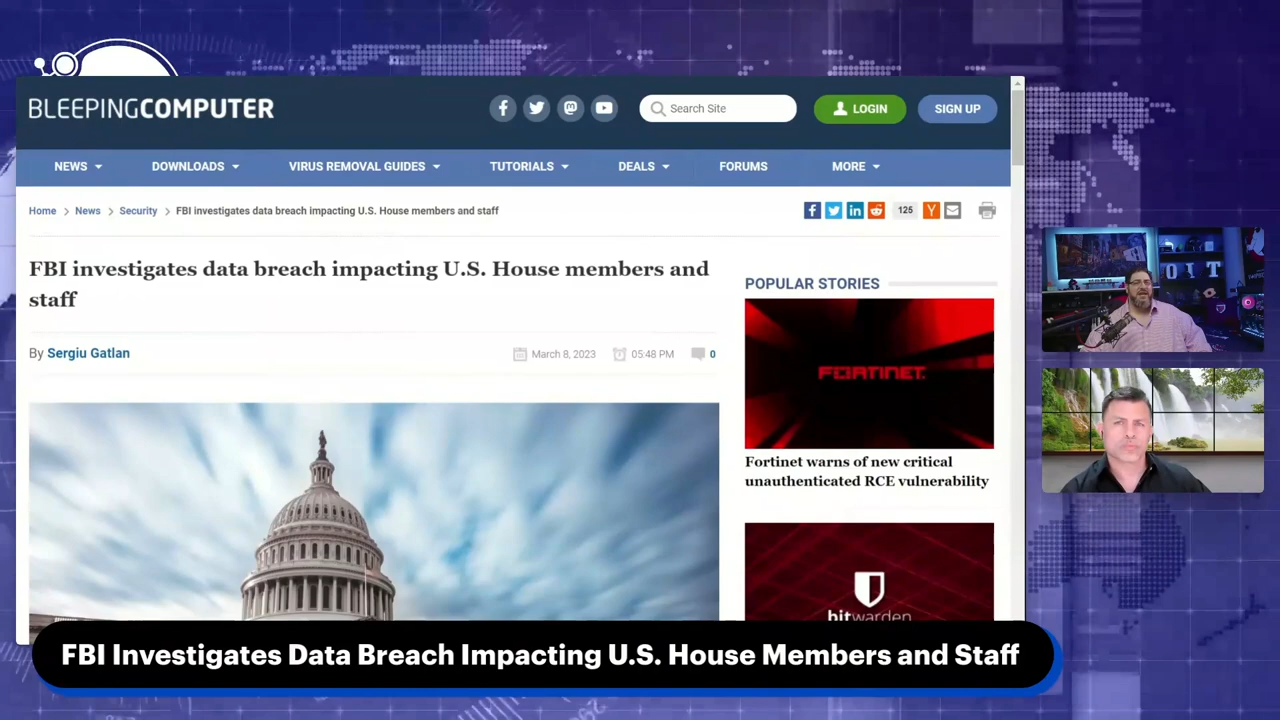 BLEEPINGCOMPUTER
Search Site
LOGIN
SIGN UP
NEWS
DOWNLOADS
VIRUS REMOVAL GUIDES
TUTORIALS
DEALS
FORUMS
MORE
Home
News
Security
FBI investigates data breach impacting U.S. House members and staff
125
FBI investigates data breach impacting U.S. House members and
staff
By Sergiu Gatlan
March 8, 2023
05:48 PM
0
POPULAR STORIES
FORTINET
Fortinet warns of new critical
unauthenticated RCE vulnerability
bitwarden
OIT
FBI Investigates Data Breach Impacting U.S. House Members and Staff